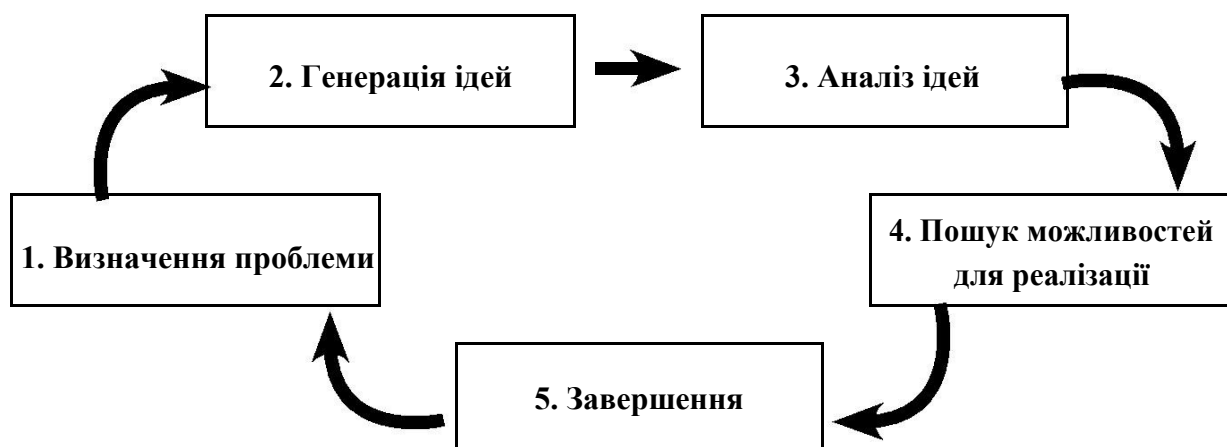 2. Генерація ідей
3. Аналіз ідей
1. Визначення проблеми
4. Пошук можливостей
для реалізації
5. Завершення